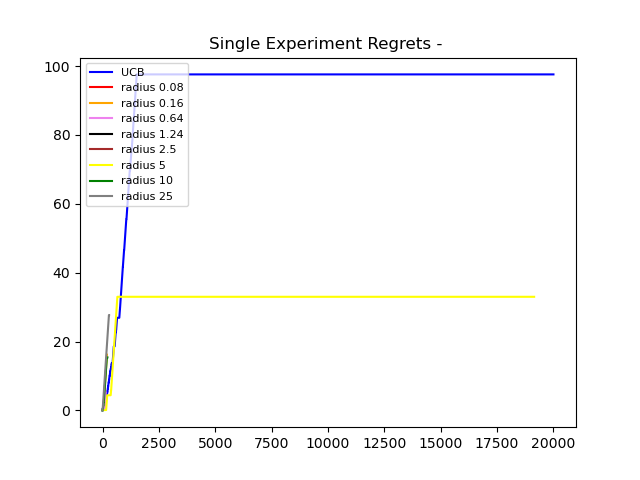 Single Experiment Regrets -
100
80
60
40
20
0
UCB
radius 0.08
radius 0.16
radius 0.64
radius 1.24
radius 2.5
radius 5
radius 10
radius 25
0 2500 5000 7500 10000 12500 15000 17500 20000